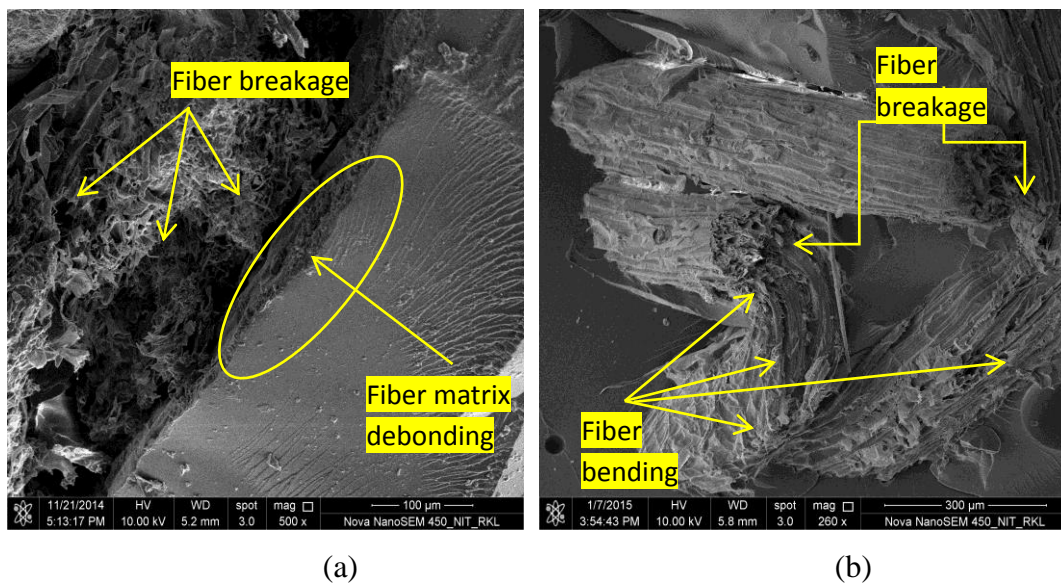 Fiber breakage
Fiber matrix
debonding
11/21/2014 HV WD spot mag □ 100 µm
5:13:17 PM 10.00 kV 5.2 mm 3.0 500 x Nova NanoSEM 450_NIT_RKL
(a)
Fiber
breakage
Fiber
bending
1/7/2015 HV WD spot mag □ 300 µm
3:54:43 PM 10.00 kV 5.8 mm 3.0 260 x Nova NanoSEM 450_NIT_RKL
(b)